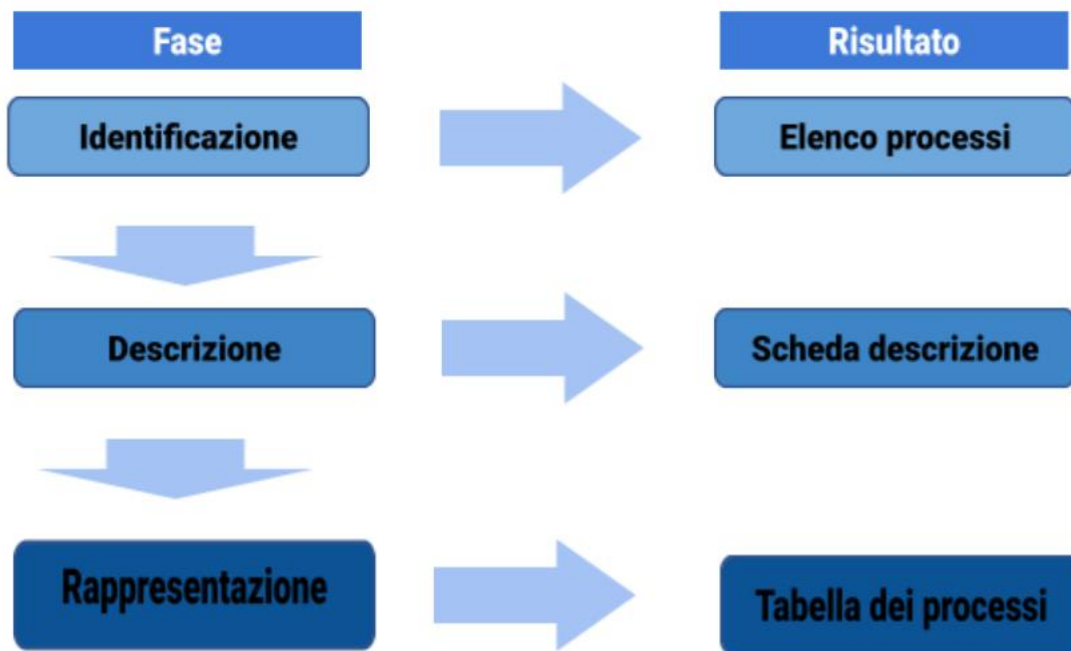 Fase
Risultato
Identificazione
Elenco processi
Descrizione
Scheda descrizione
Rappresentazione
Tabella dei processi